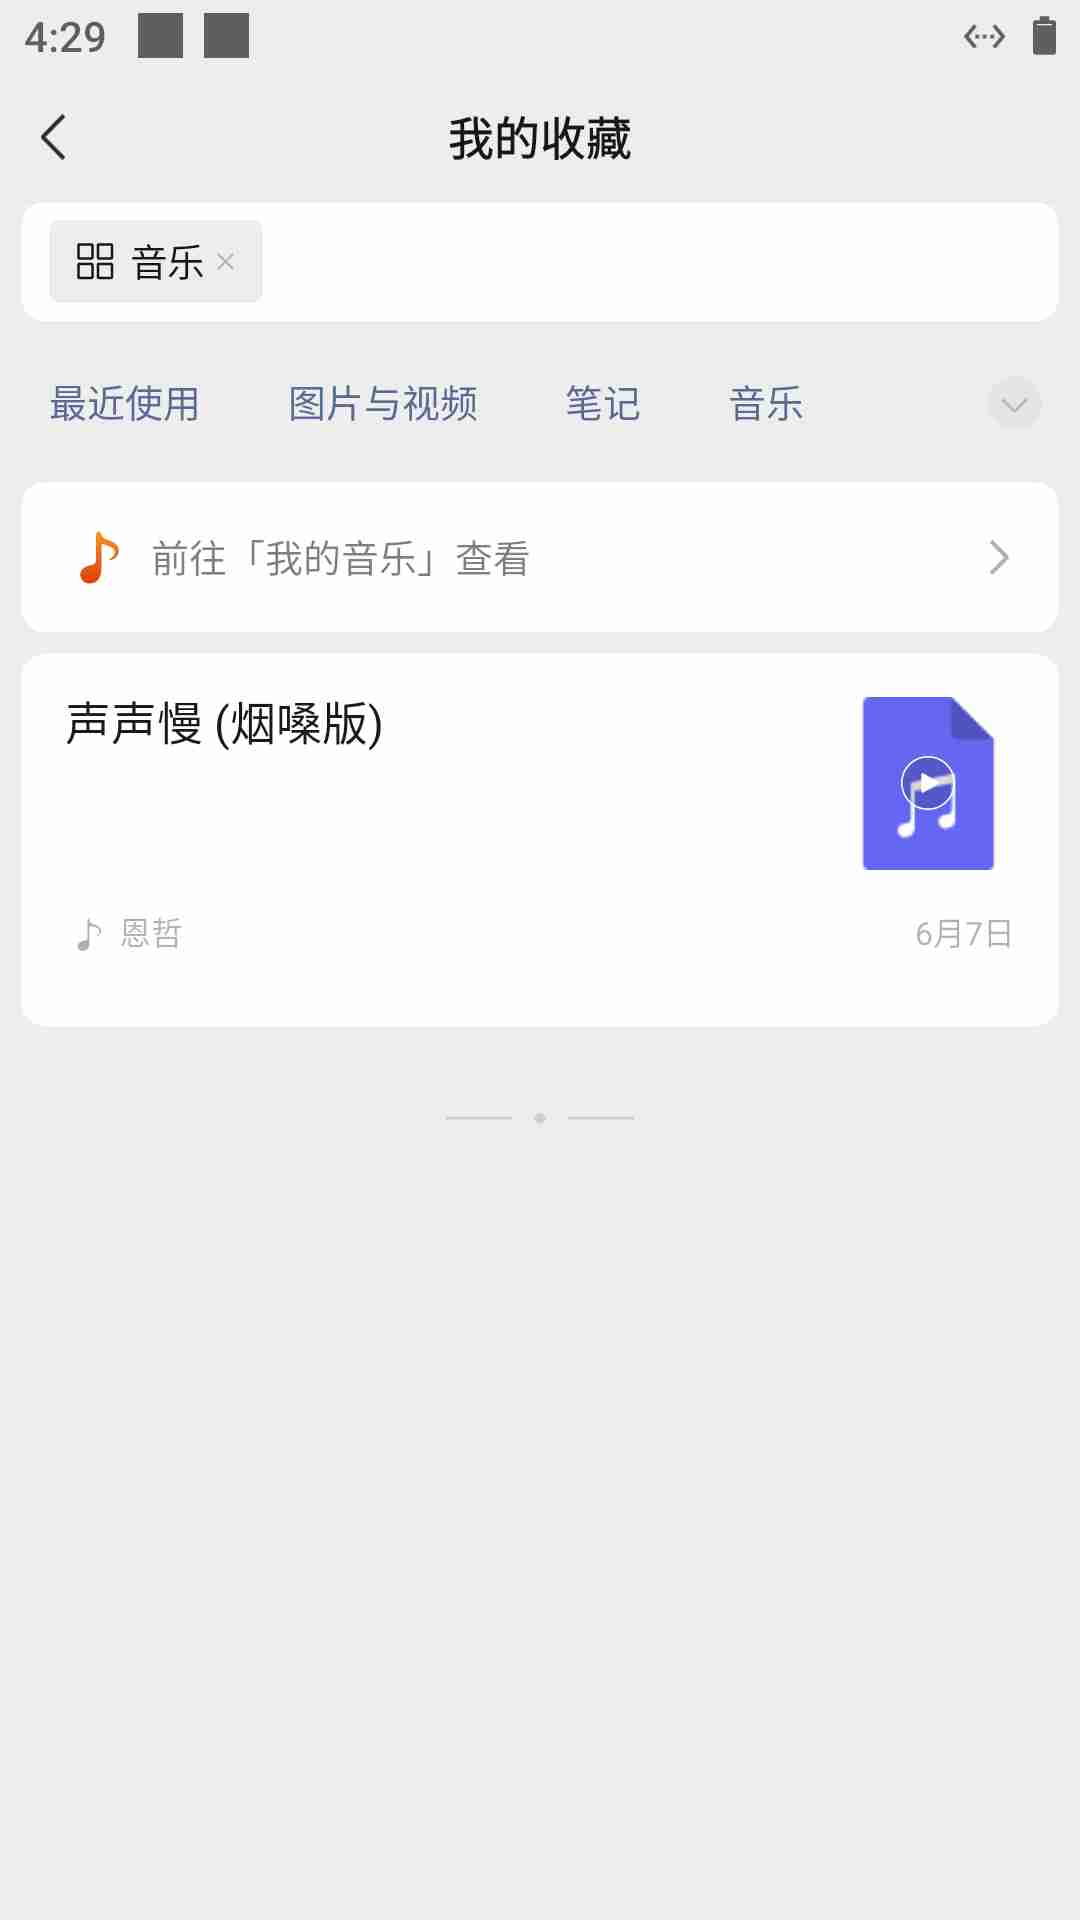 4:29
我的收藏
音乐
最近使用 图片与视频 笔记 音乐
前往「我的音乐」查看
声声慢 (烟嗓版)
恩哲 6月7日